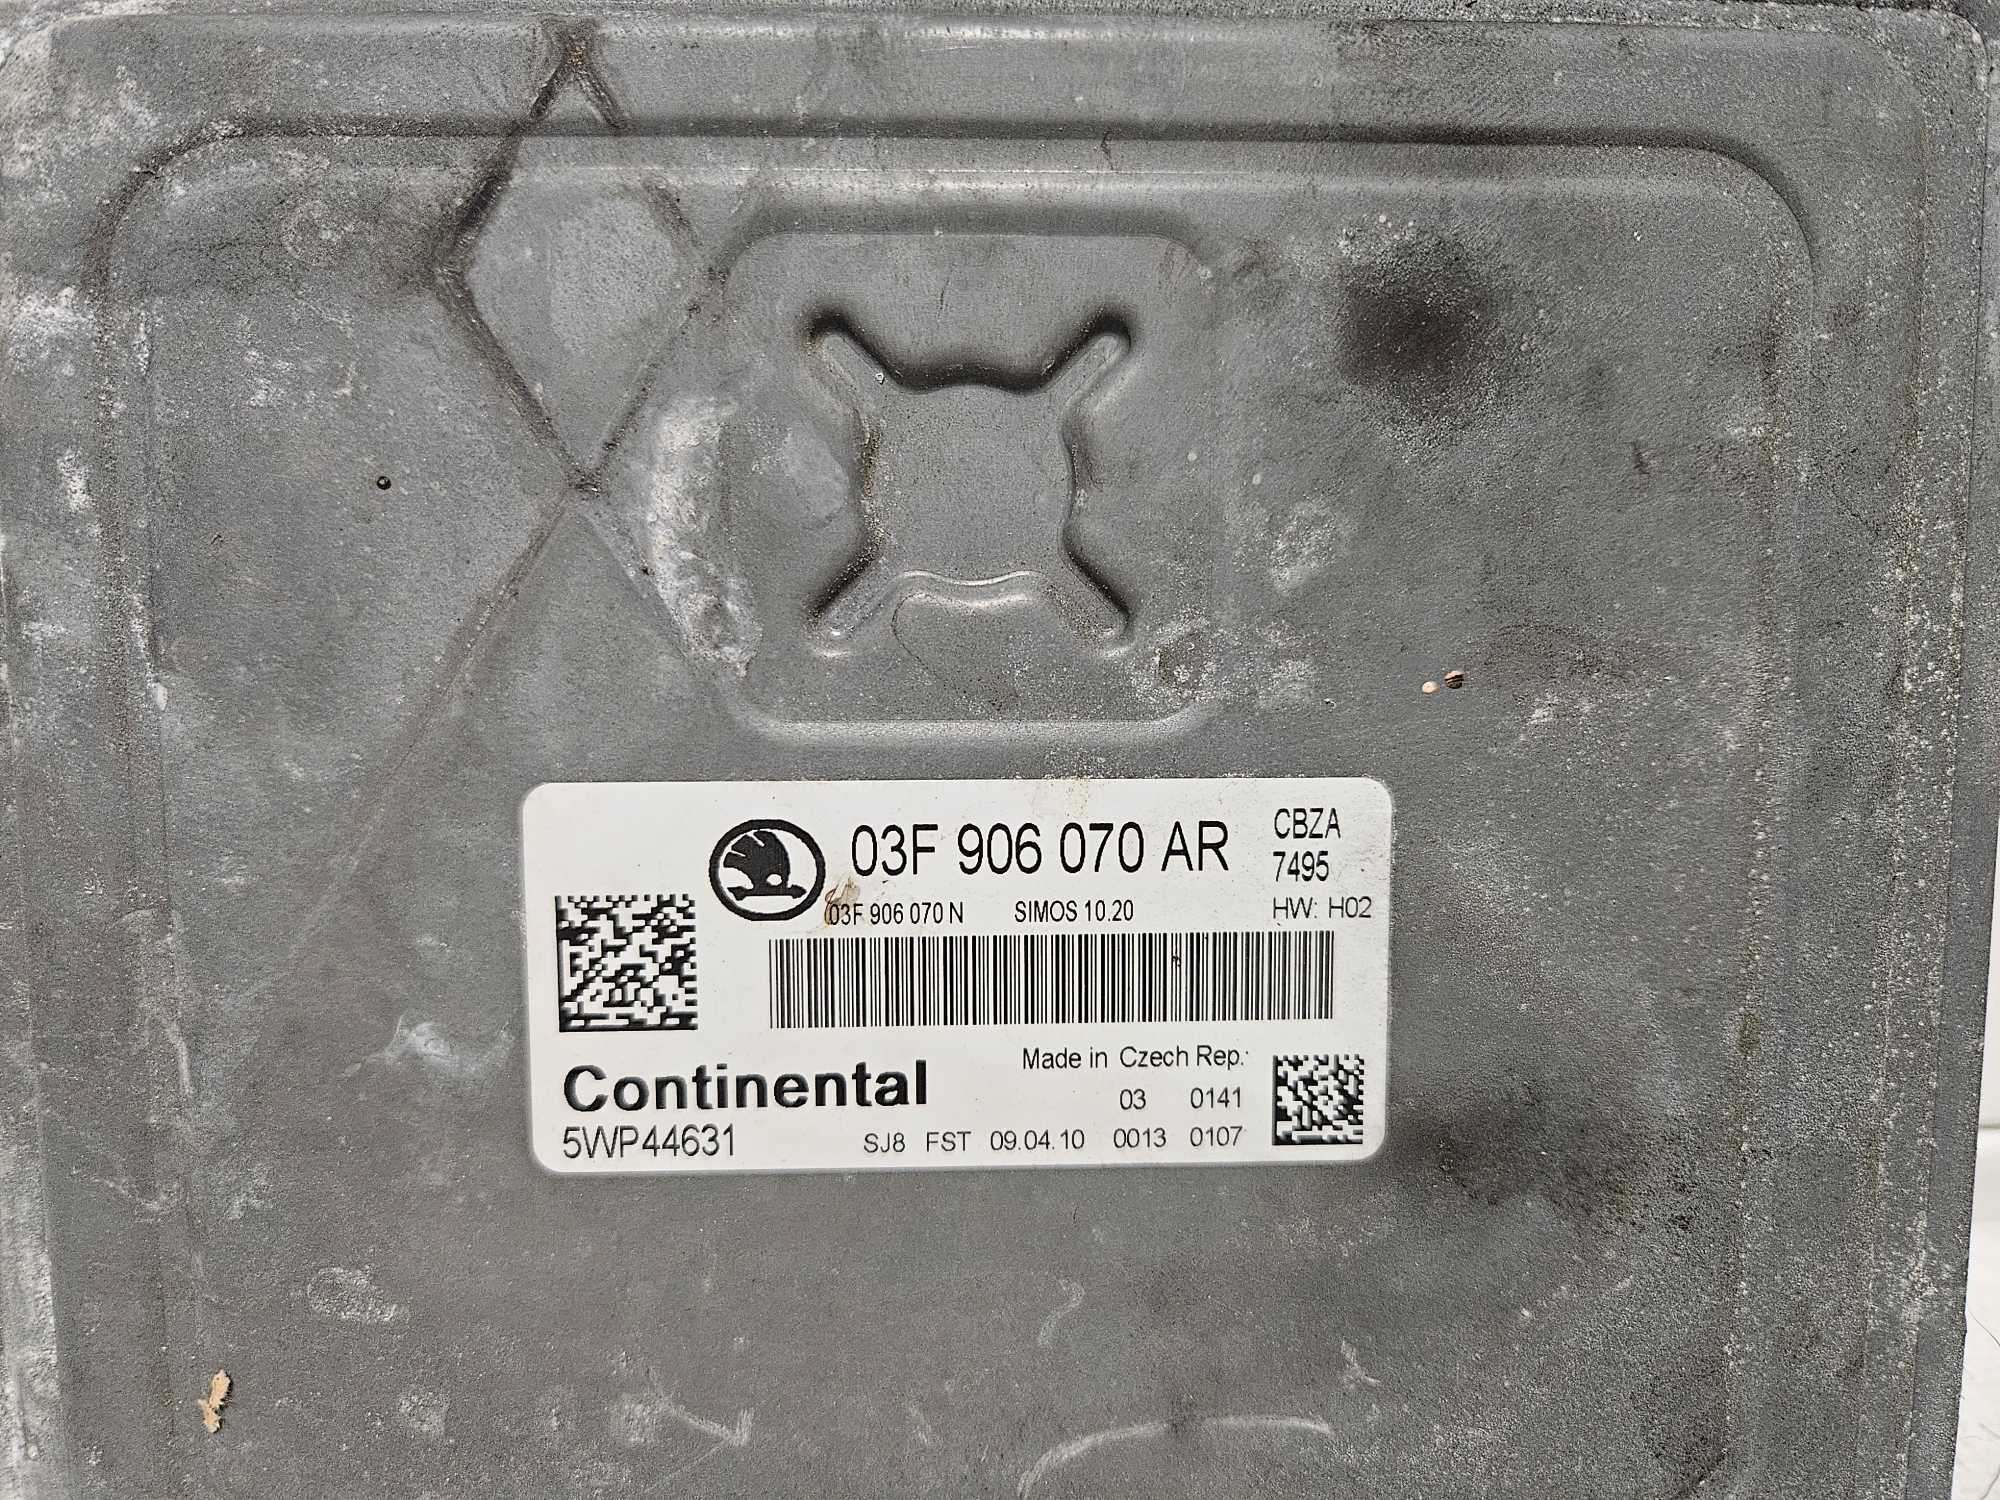 03F 906 070 AR
CBZA
7495
03F 906 070 N SIMOS 10.20 HW: H02
Made in Czech Rep.:
Continental
03 0141
5WP44631 SJ8 FST 09.04.10 0013 0107